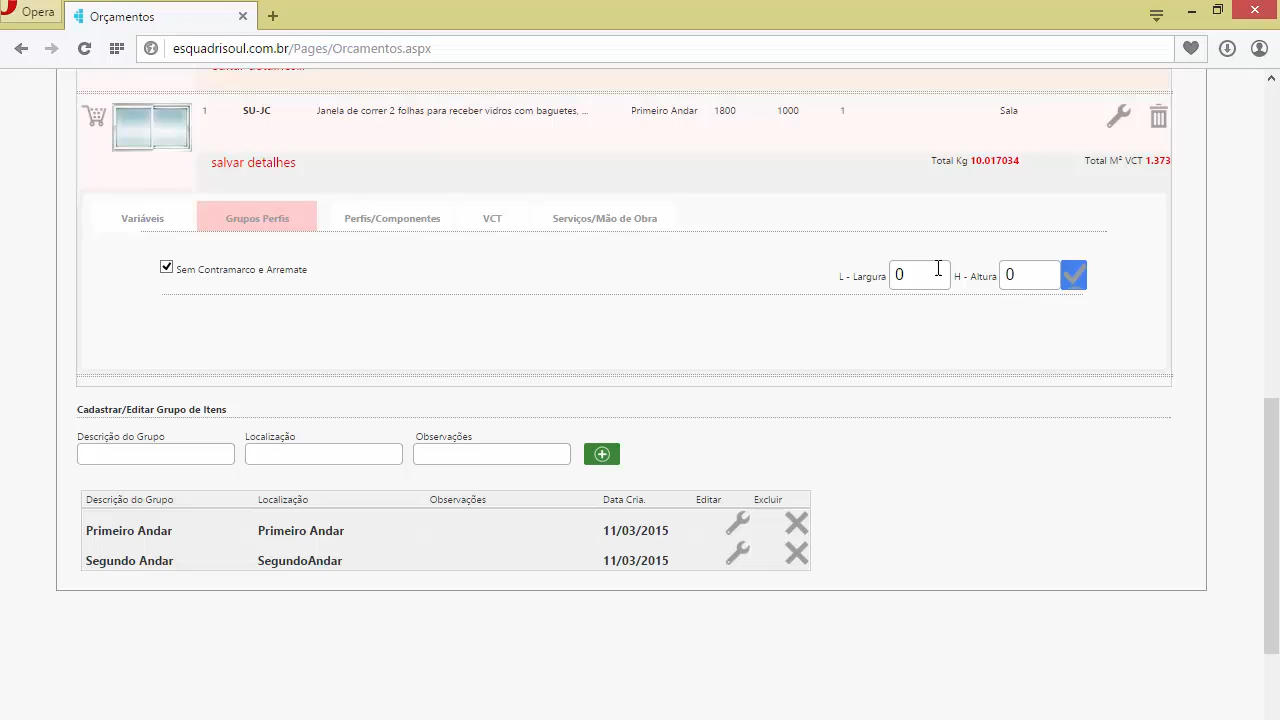 Opera
Orçamentos
esquadrisoul.com.br/Pages/Orcamentos.aspx
1 SU-JC Janela de correr 2 folhas para receber vidros com baguetes, ... Primeiro Andar 1800 1000 1 Sala
salvar detalhes Total Kg 10.017034 Total M² VCT 1.373
Variáveis Grupos Perfis Perfis/Componentes VCT Serviços/Mão de Obra
Sem Contramarco e Arremate L - Largura 0 H - Altura 0
Cadastrar/Editar Grupo de Itens
Descrição do Grupo Localização Observações
Descrição do Grupo Localização Observações Data Cria. Editar Excluir
Primeiro Andar Primeiro Andar 11/03/2015
Segundo Andar SegundoAndar 11/03/2015